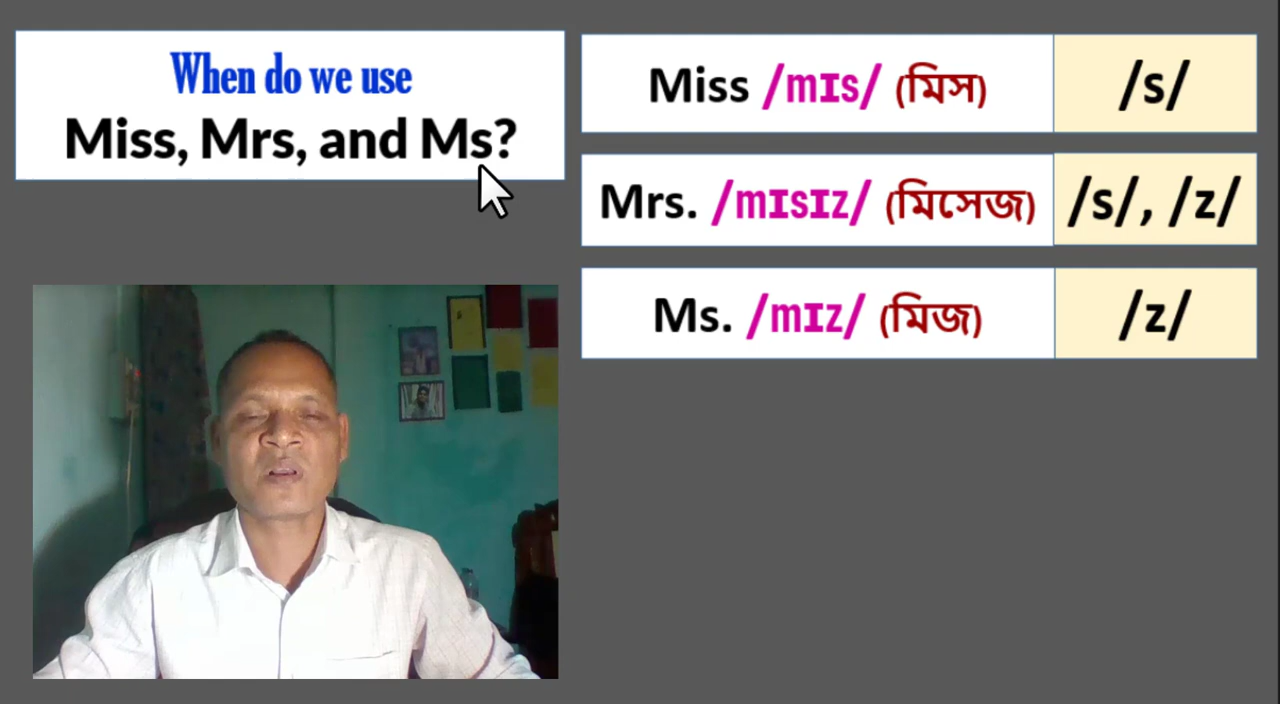 When do we use
Miss, Mrs, and Ms?
Miss /mɪs/ (মিস) /s/
Mrs. /mɪsɪz/ (মিসেজ) /s/, /z/
Ms. /mɪz/ (মিজ) /z/